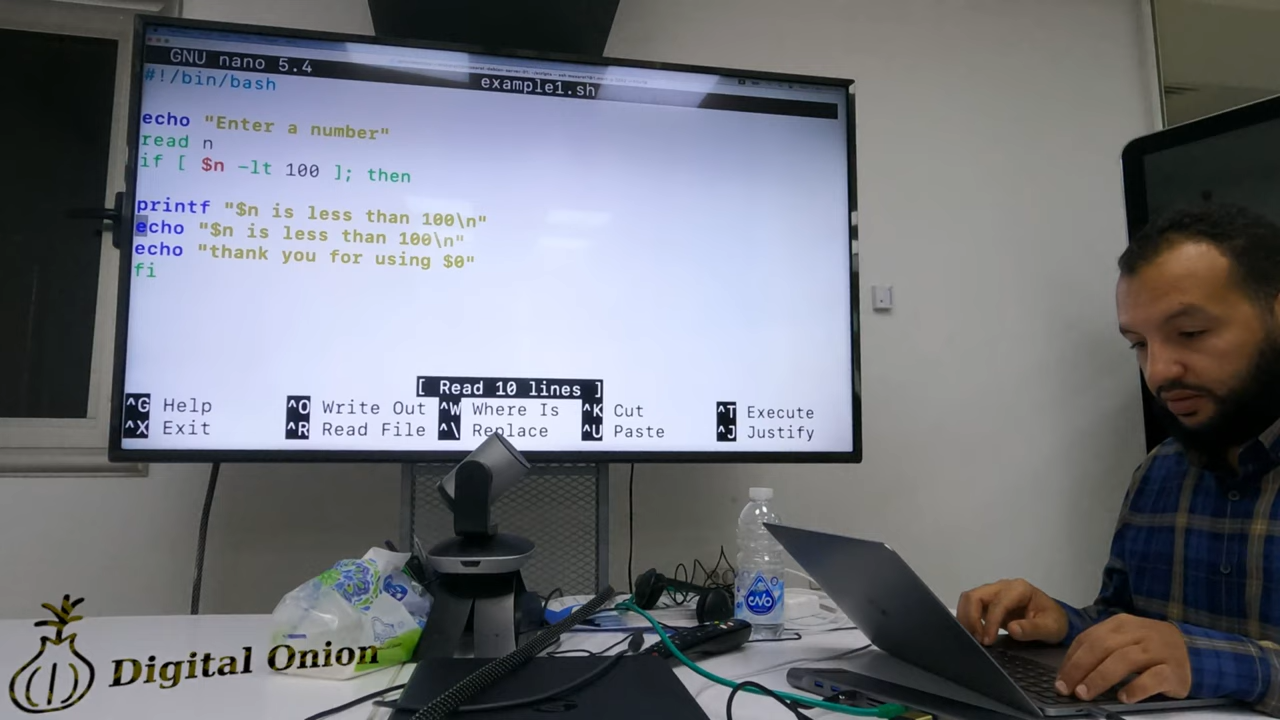 GNU nano 5.4
example1.sh
#!/bin/bash
echo "Enter a number"
read n
if [ $n -lt 100 ]; then
printf "$n is less than 100\n"
echo "$n is less than 100\n"
echo "thank you for using $0"
fi
[ Read 10 lines ]
^G Help ^O Write Out ^W Where Is ^K Cut ^T Execute
^X Exit ^R Read File ^\ Replace ^U Paste ^J Justify
Digital Onion